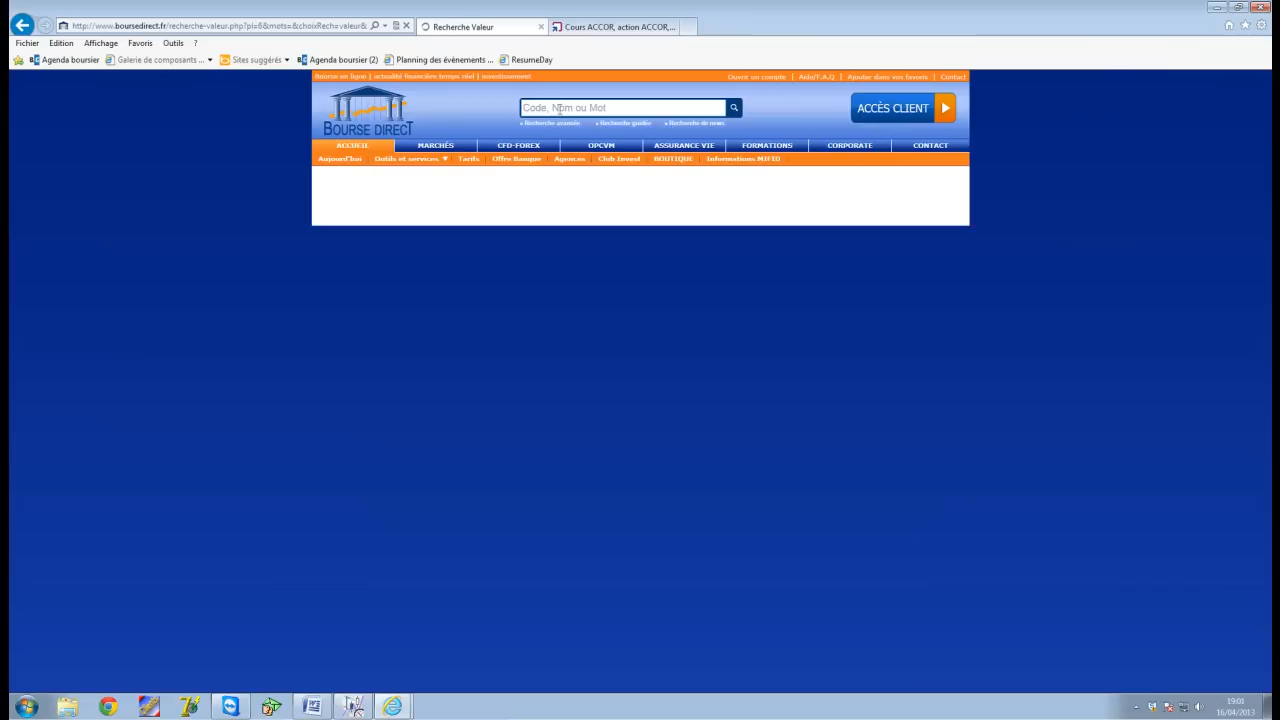 http://www.boursedirect.fr/recherche-valeur.php?pi=6&mots=&choixRech=valeur&
Recherche Valeur
Cours ACCOR, action ACCOR,...
Fichier Edition Affichage Favoris Outils ?
Agenda boursier Galerie de composants ... Sites suggérés Agenda boursier (2) Planning des évènements ... ResumeDay
Bourse en ligne | actualité financière temps réel | investissement
Ouvrir un compte | Aide/F.A.Q | Ajouter dans vos favoris | Contact
BOURSE DIRECT
Code, Nom ou Mot
Recherche avancée Recherche guidée Recherche de news
ACCÈS CLIENT
ACCUEIL MARCHÉS CFD-FOREX OPCVM ASSURANCE VIE FORMATIONS CORPORATE CONTACT
Aujourd'hui Outils et services Tarifs Offre Banque Agences Club Invest BOUTIQUE Informations MIFID
19:01
16/04/2013